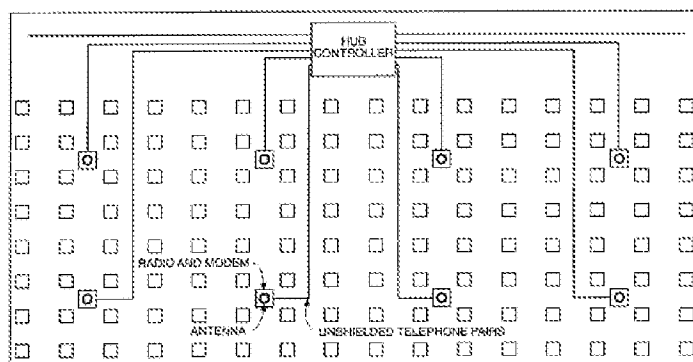 HUB
CONTROLLER
RADIO AND MODEM
ANTENNA
UNSHIELDED TELEPHONE PAIRS